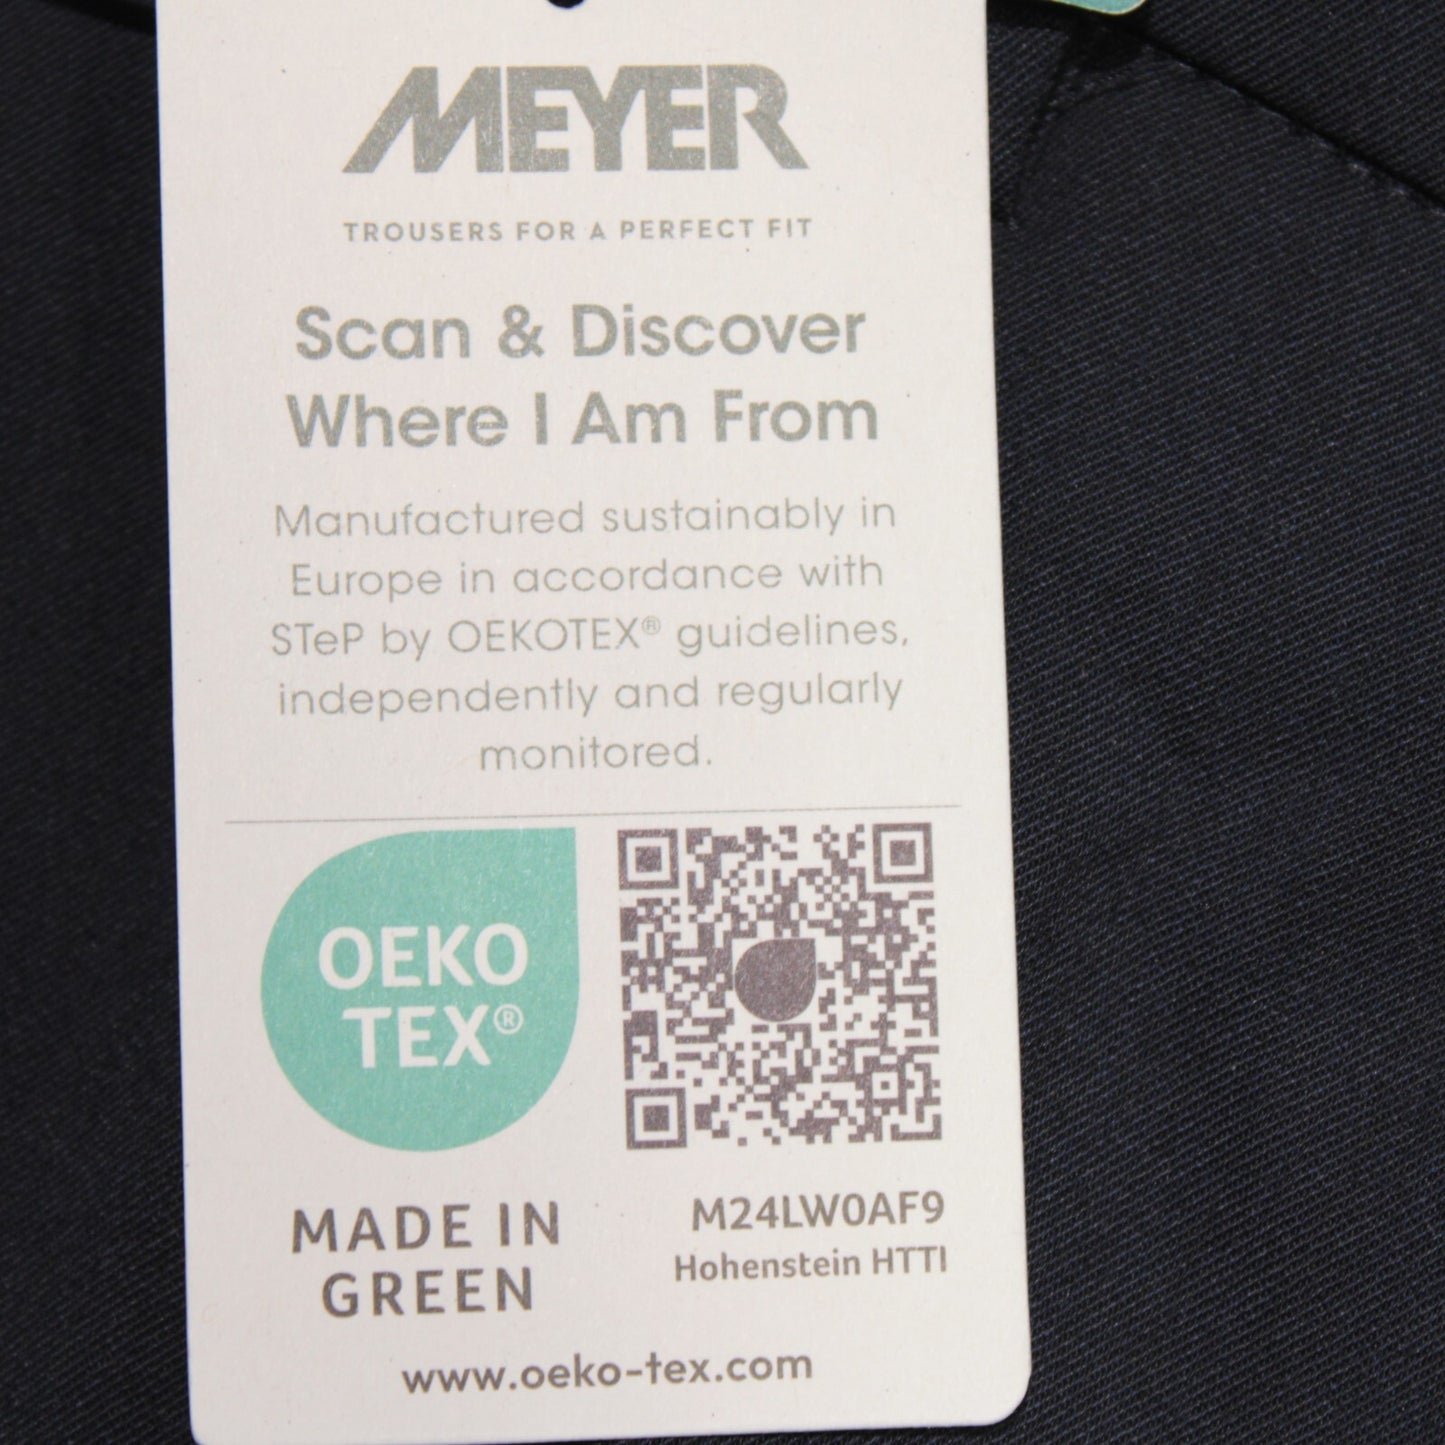 MEYER
TROUSERS FOR A PERFECT FIT
Scan & Discover
Where I Am From
Manufactured sustainably in
Europe in accordance with
STeP by OEKOTEX® guidelines,
independently and regularly
monitored.
OEKO
TEX®
MADE IN
GREEN
M24LW0AF9
Hohenstein HTTI
www.oeko-tex.com